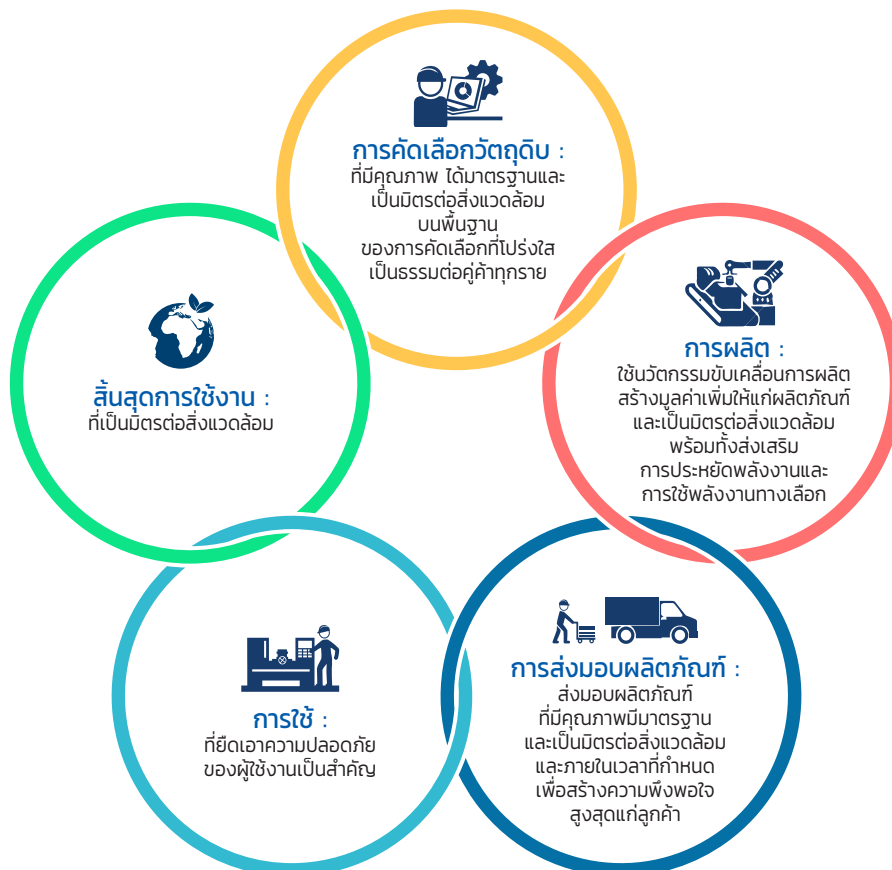 การคัดเลือกวัตถุดิบ :
ที่มีคุณภาพ ได้มาตรฐานและ
เป็นมิตรต่อสิ่งแวดล้อม
บนพื้นฐาน
ของการคัดเลือกที่โปร่งใส
เป็นธรรมต่อคู่ค้าทุกราย
การผลิต :
ใช้นวัตกรรมขับเคลื่อนการผลิต
สร้างมูลค่าเพิ่มให้แก่ผลิตภัณฑ์
และเป็นมิตรต่อสิ่งแวดล้อม
พร้อมทั้งส่งเสริม
การประหยัดพลังงานและ
การใช้พลังงานทางเลือก
การส่งมอบผลิตภัณฑ์ :
ส่งมอบผลิตภัณฑ์
ที่มีคุณภาพมีมาตรฐาน
และเป็นมิตรต่อสิ่งแวดล้อม
และภายในเวลาที่กำหนด
เพื่อสร้างความพึงพอใจ
สูงสุดแก่ลูกค้า
การใช้ :
ที่ยึดเอาความปลอดภัย
ของผู้ใช้งานเป็นสำคัญ
สิ้นสุดการใช้งาน :
ที่เป็นมิตรต่อสิ่งแวดล้อม